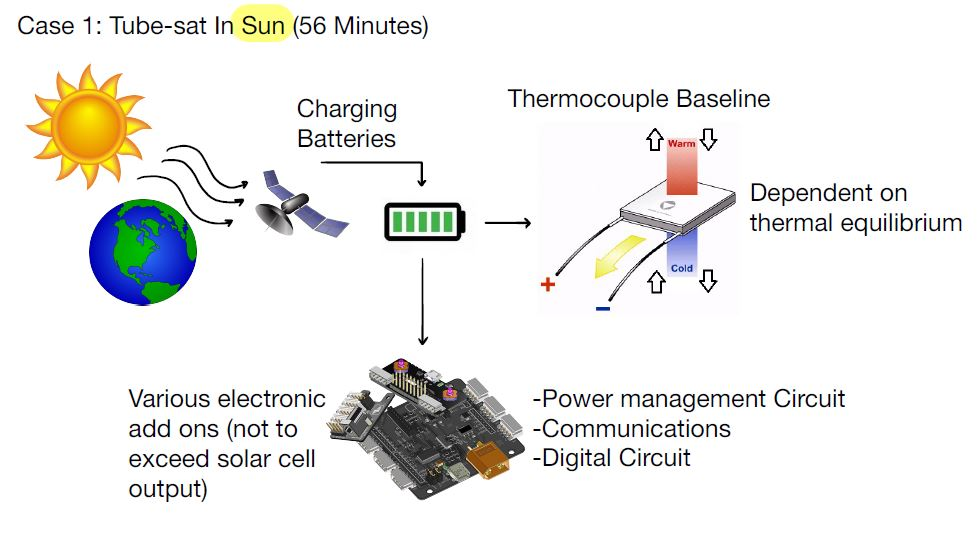 Case 1: Tube-sat In Sun (56 Minutes)
Charging
Batteries
Thermocouple Baseline
Warm
Dependent on
thermal equilibrium
Cold
+
–
Various electronic
add ons (not to
exceed solar cell
output)
-Power management Circuit
-Communications
-Digital Circuit